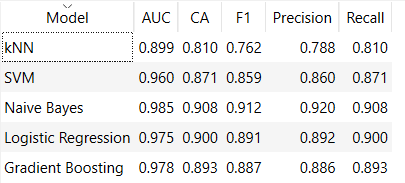 Model AUC CA F1 Precision Recall
kNN 0.899 0.810 0.762 0.788 0.810
SVM 0.960 0.871 0.859 0.860 0.871
Naive Bayes 0.985 0.908 0.912 0.920 0.908
Logistic Regression 0.975 0.900 0.891 0.892 0.900
Gradient Boosting 0.978 0.893 0.887 0.886 0.893